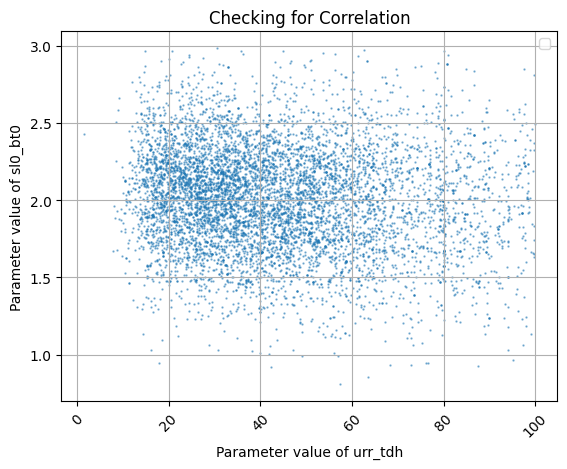 Checking for Correlation
3.0
2.5
2.0
1.5
1.0
Parameter value of sl0_bt0
0 20 40 60 80 100
Parameter value of urr_tdh